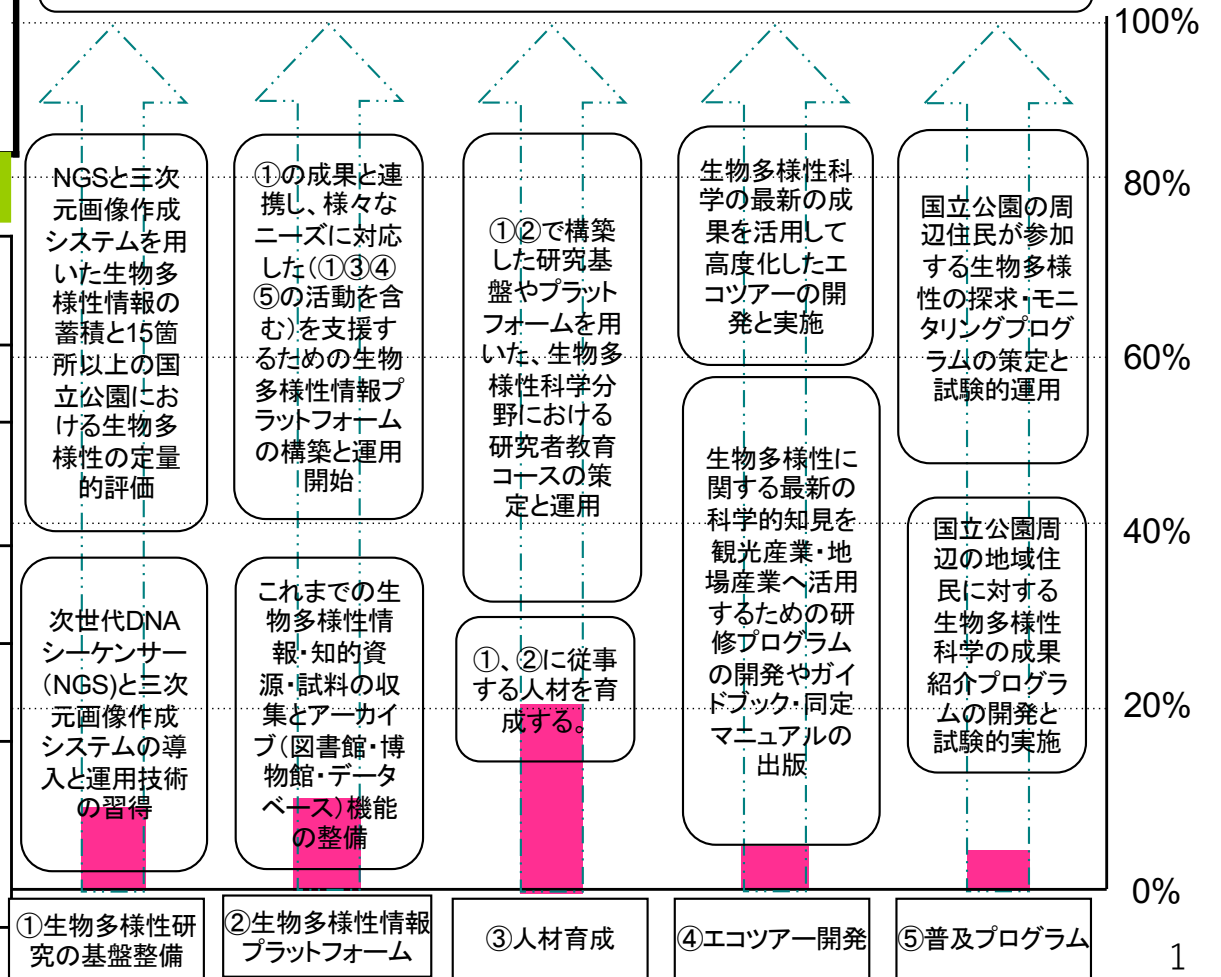 100%
80%
60%
40%
20%
0%
NGSと三次
元画像作成
システムを用
いた生物多
様性情報の
蓄積と15箇
所以上の国
立公園にお
ける生物多
様性の定量
的評価
次世代DNA
シーケンサー
(NGS)と三次
元画像作成
システムの導
入と運用技術
の習得
①生物多様性研
究の基盤整備
①の成果と連
携し、様々な
ニーズに対応
した(①③④
⑤の活動を含
む)を支援す
るための生物
多様性情報プ
ラットフォーム
の構築と運用
開始
これまでの生
物多様性情
報・知的資
源・試料の収
集とアーカイ
ブ(図書館・博
物館・データ
ベース)機能
の整備
②生物多様性情報
プラットフォーム
①②で構築
した研究基
盤やプラット
フォームを用
いた、生物多
様性科学分
野における
研究者教育
コースの策
定と運用
①、②に従事
する人材を育
成する。
③人材育成
生物多様性科
学の最新の成
果を活用して
高度化したエ
コツアーの開
発と実施
生物多様性に
関する最新の
科学的知見を
観光産業・地
場産業へ活用
するための研
修プログラム
の開発やガイ
ドブック・同定
マニュアルの
出版
④エコツアー開発
国立公園の周
辺住民が参加
する生物多様
性の探求・モニ
タリングプログ
ラムの策定と
試験的運用
国立公園周
辺の地域住
民に対する
生物多様性
科学の成果
紹介プログラ
ムの開発と
試験的実施
⑤普及プログラム
1